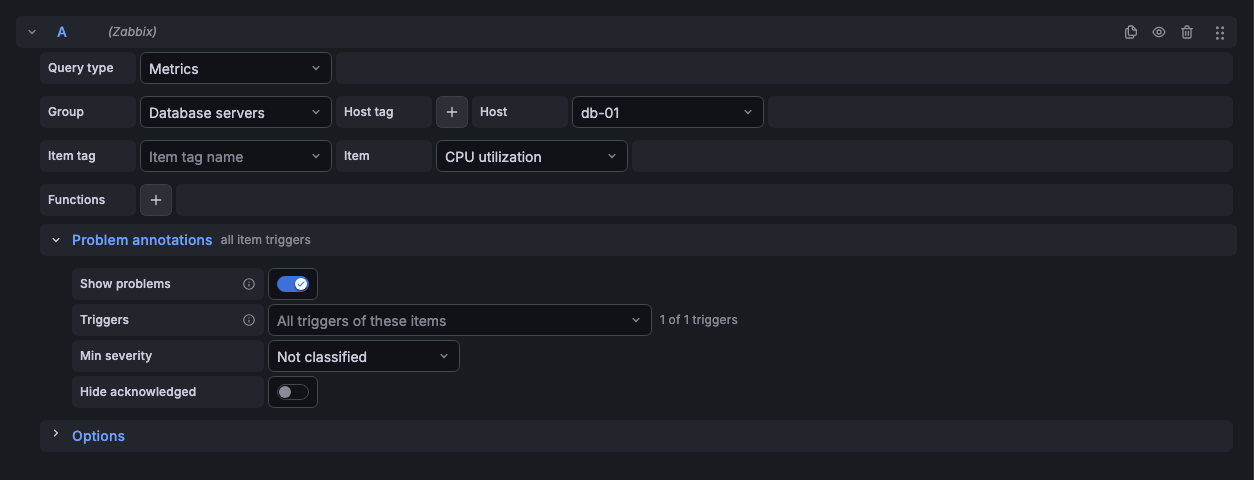 A (Zabbix)
Query type Metrics
Group Database servers Host tag Host db-01
Item tag Item tag name Item CPU utilization
Functions
Problem annotations all item triggers
Show problems
Triggers All triggers of these items 1 of 1 triggers
Min severity Not classified
Hide acknowledged
Options